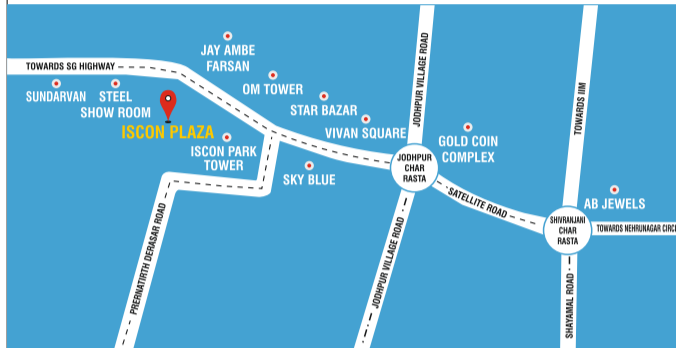 JAY AMBE
FARSAN
TOWARDS SG HIGHWAY
OM TOWER
SUNDARVAN
STEEL
SHOW ROOM
STAR BAZAR
ISCON PLAZA
VIVAN SQUARE
JODHPUR VILLAGE ROAD
TOWARDS IIM
ISCON PARK
TOWER
SKY BLUE
JODHPUR
CHAR
RASTA
GOLD COIN
COMPLEX
SATELLITE ROAD
AB JEWELS
SHIVRANJANI
CHAR
RASTA
TOWARDS NEHRUNAGAR
PRERNATIRTH DERASAR ROAD
JODHPUR VILLAGE ROAD
SHAYAMAL ROAD